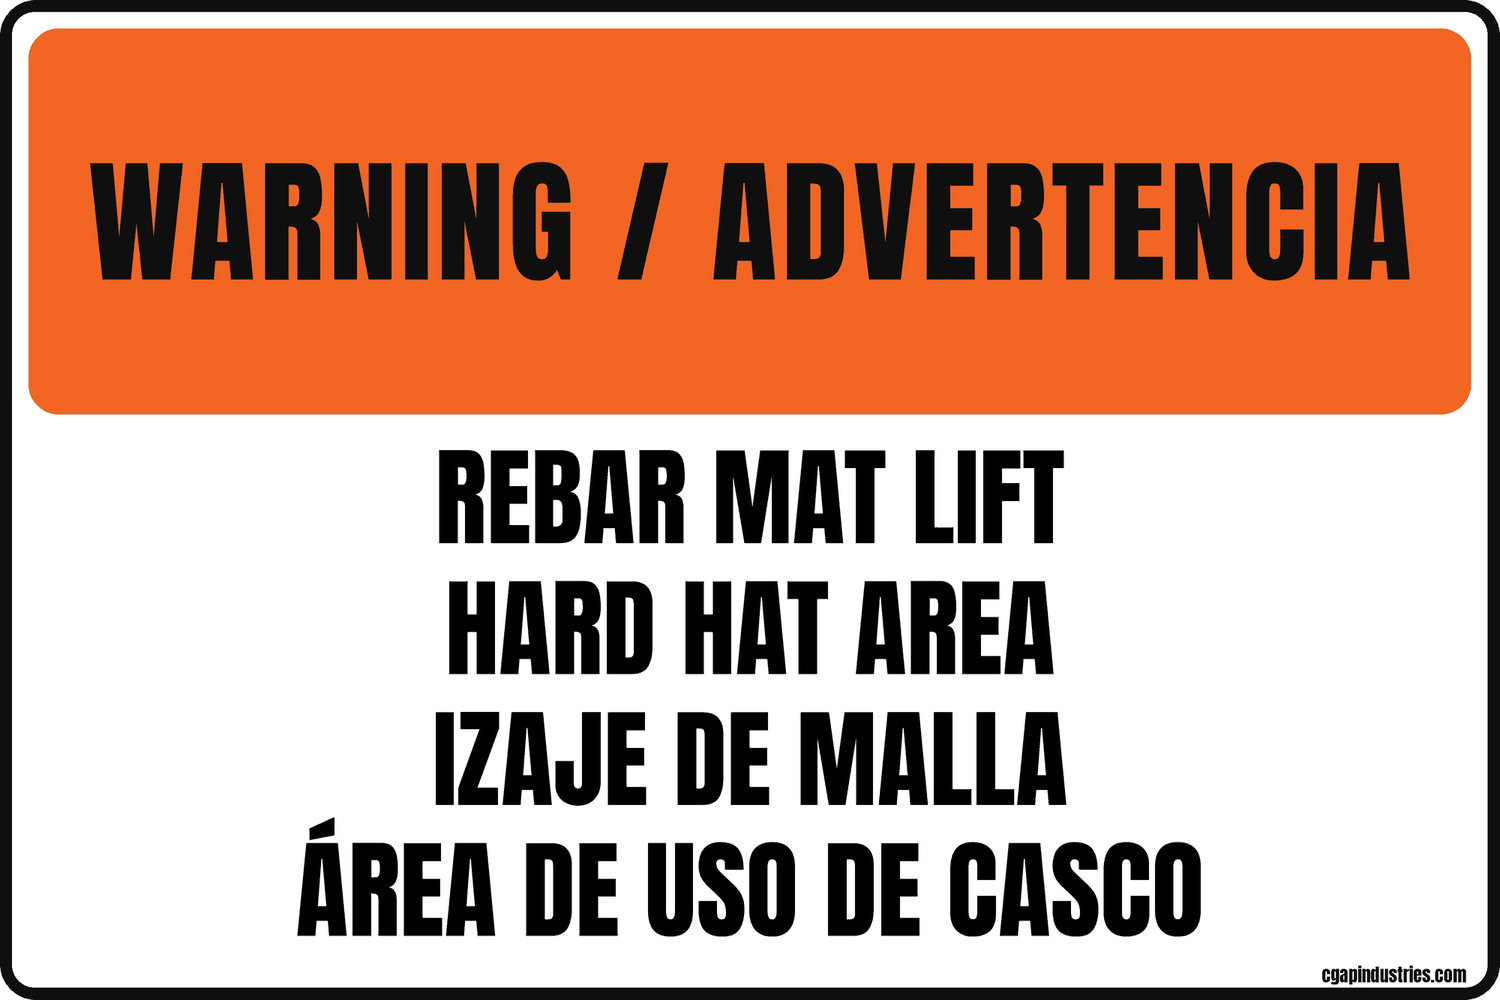 WARNING / ADVERTENCIA
REBAR MAT LIFT
HARD HAT AREA
IZAJE DE MALLA
ÁREA DE USO DE CASCO
cgapindustries.com